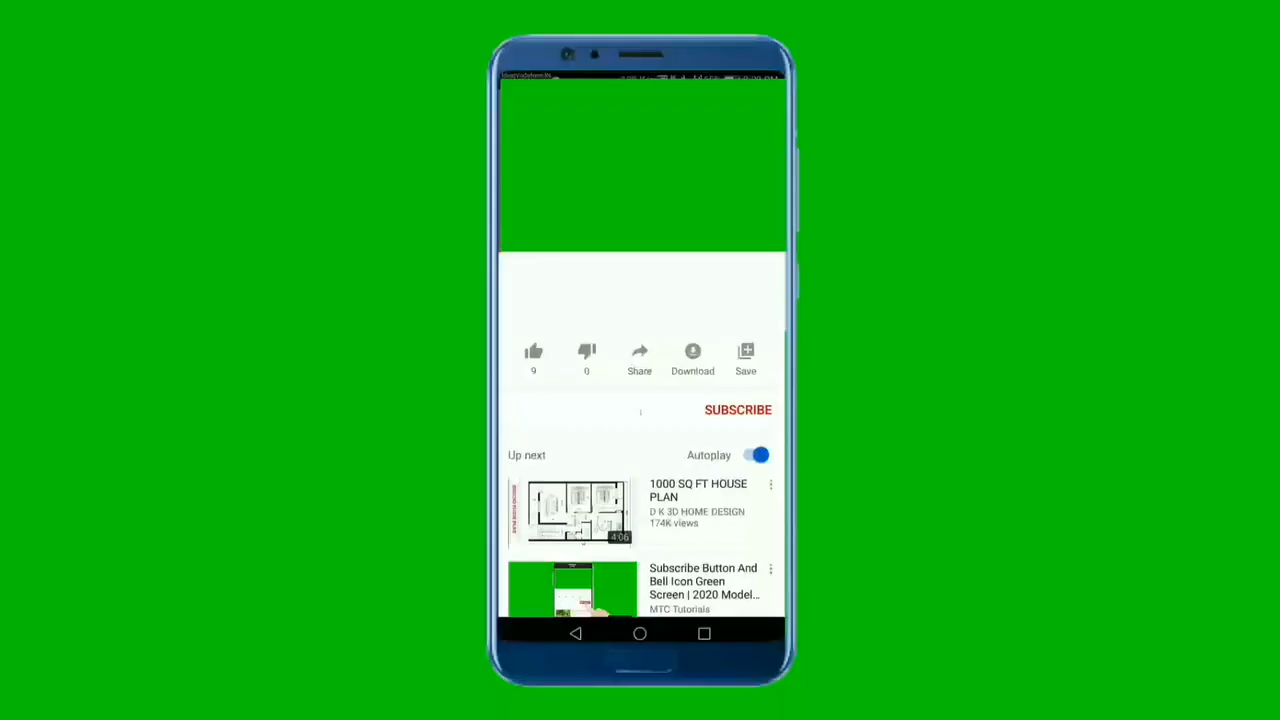 9
0
Share
Download
Save
SUBSCRIBE
Up next
Autoplay
1000 SQ FT HOUSE
PLAN
D K 3D HOME DESIGN
174K views
4:06
Subscribe Button And
Bell Icon Green
Screen | 2020 Model...
MTC Tutorials